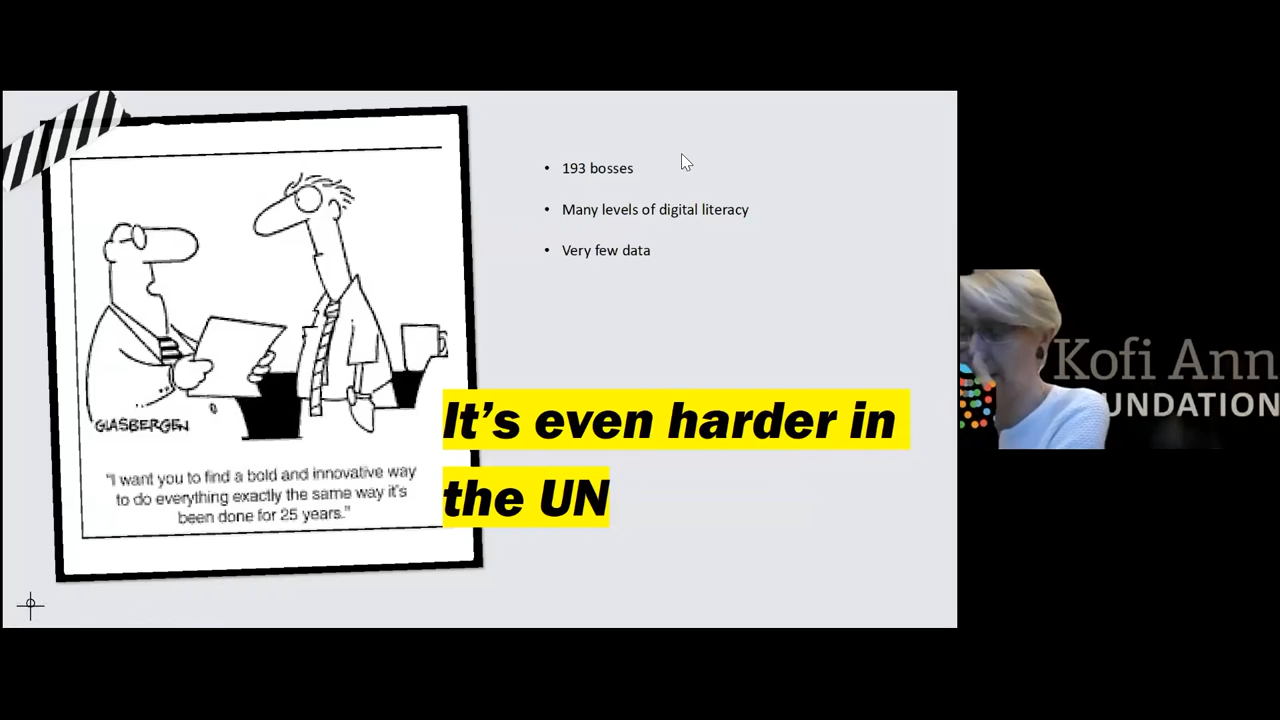 193 bosses
Many levels of digital literacy
Very few data
GLASBERGEN
"I want you to find a bold and innovative way
to do everything exactly the same way it's
been done for 25 years."
It's even harder in
the UN
Kofi Ann
UNDATION